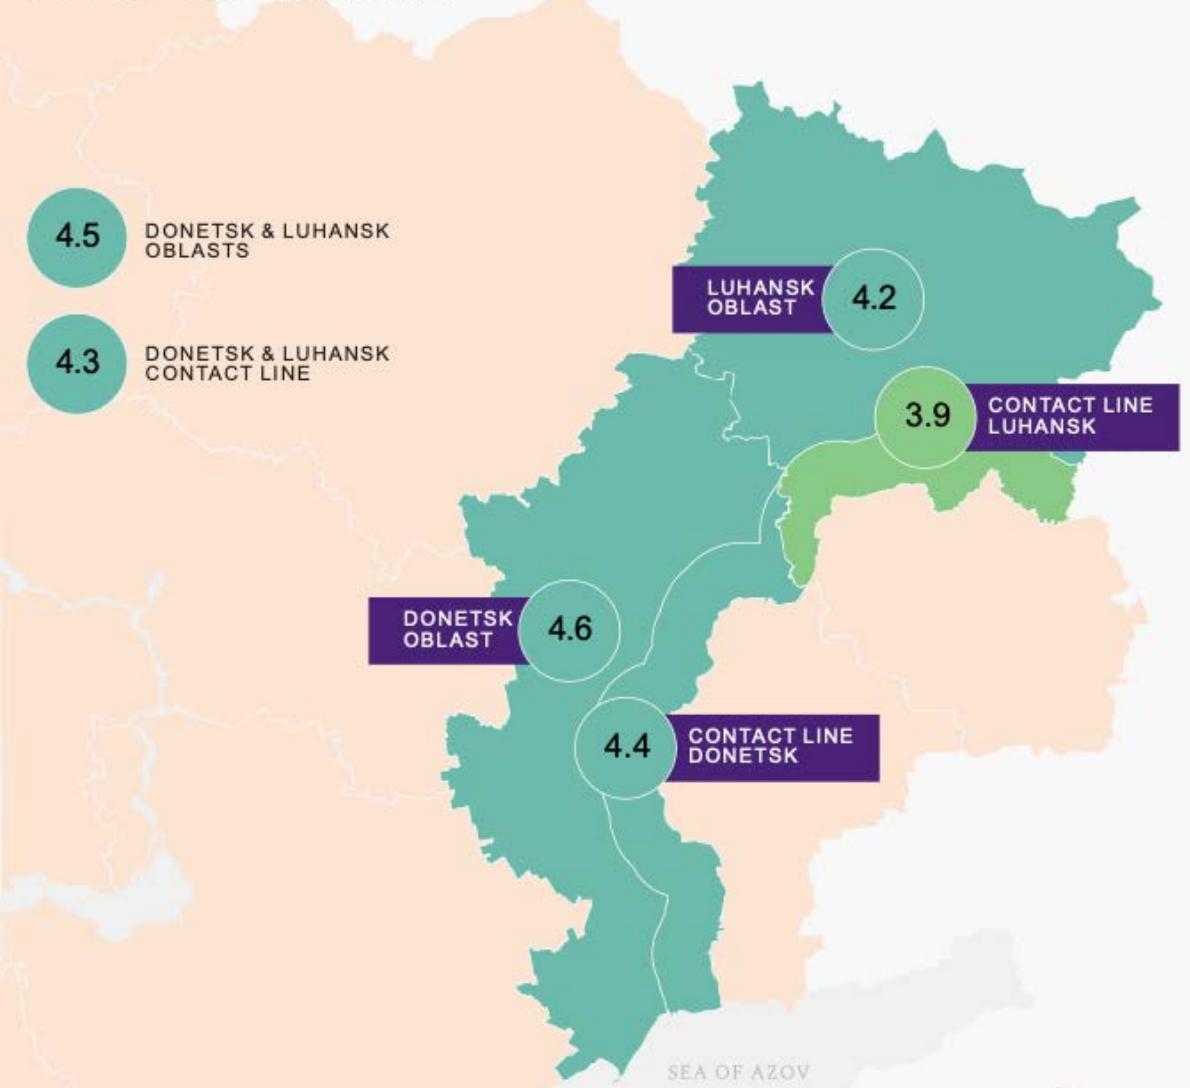 4.5
DONETSK & LUHANSK
OBLASTS
4.3
DONETSK & LUHANSK
CONTACT LINE
LUHANSK
OBLAST
4.2
3.9
CONTACT LINE
LUHANSK
DONETSK
OBLAST
4.6
4.4
CONTACT LINE
DONETSK
SEA OF AZOV